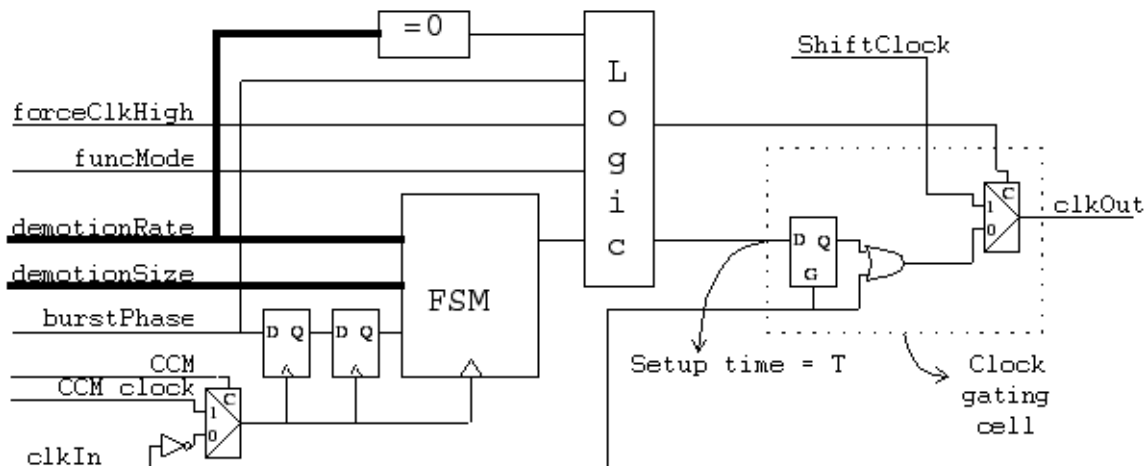 =0
ShiftClock
L
o
g
i
c
forceClkHigh
funcMode
C
1
0
clkOut
demotionRate
D Q
G
demotionSize
FSM
burstPhase
D Q
D Q
Setup time = T
Clock
gating
cell
CCM
CCM clock
C
1
0
clkIn